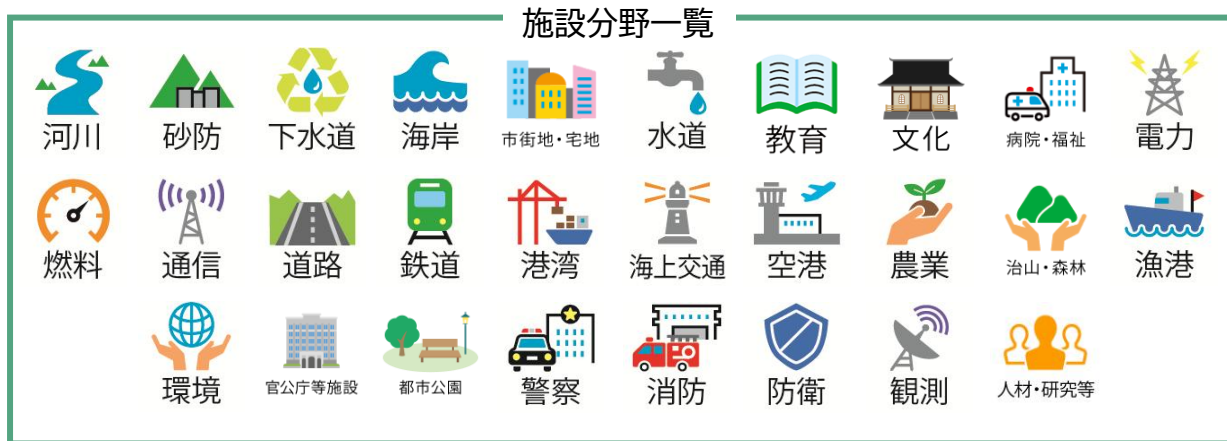 施設分野一覧
河川 砂防 下水道 海岸 市街地・宅地 水道 教育 文化 病院・福祉 電力
燃料 通信 道路 鉄道 港湾 海上交通 空港 農業 治山・森林 漁港
環境 官公庁等施設 都市公園 警察 消防 防衛 観測 人材・研究等